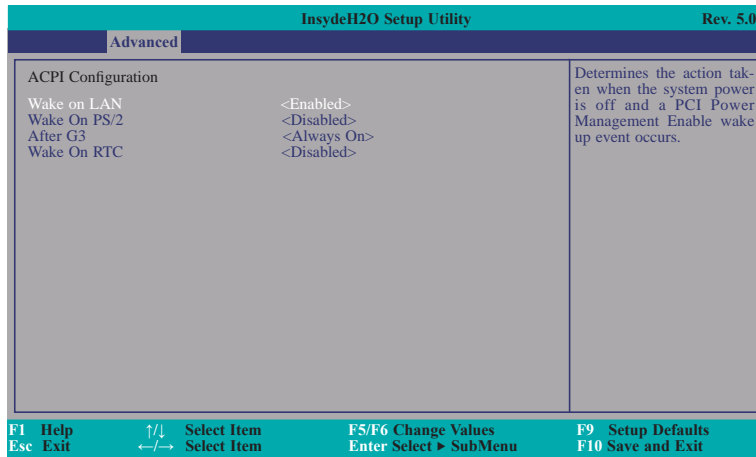 InsydeH2O Setup Utility Rev. 5.0
Advanced
ACPI Configuration
Wake on LAN <Enabled>
Wake On PS/2 <Disabled>
After G3 <Always On>
Wake On RTC <Disabled>
Determines the action tak-
en when the system power
is off and a PCI Power
Management Enable wake
up event occurs.
F1 Help ↑/↓ Select Item F5/F6 Change Values F9 Setup Defaults
Esc Exit ←/→ Select Item Enter Select ► SubMenu F10 Save and Exit